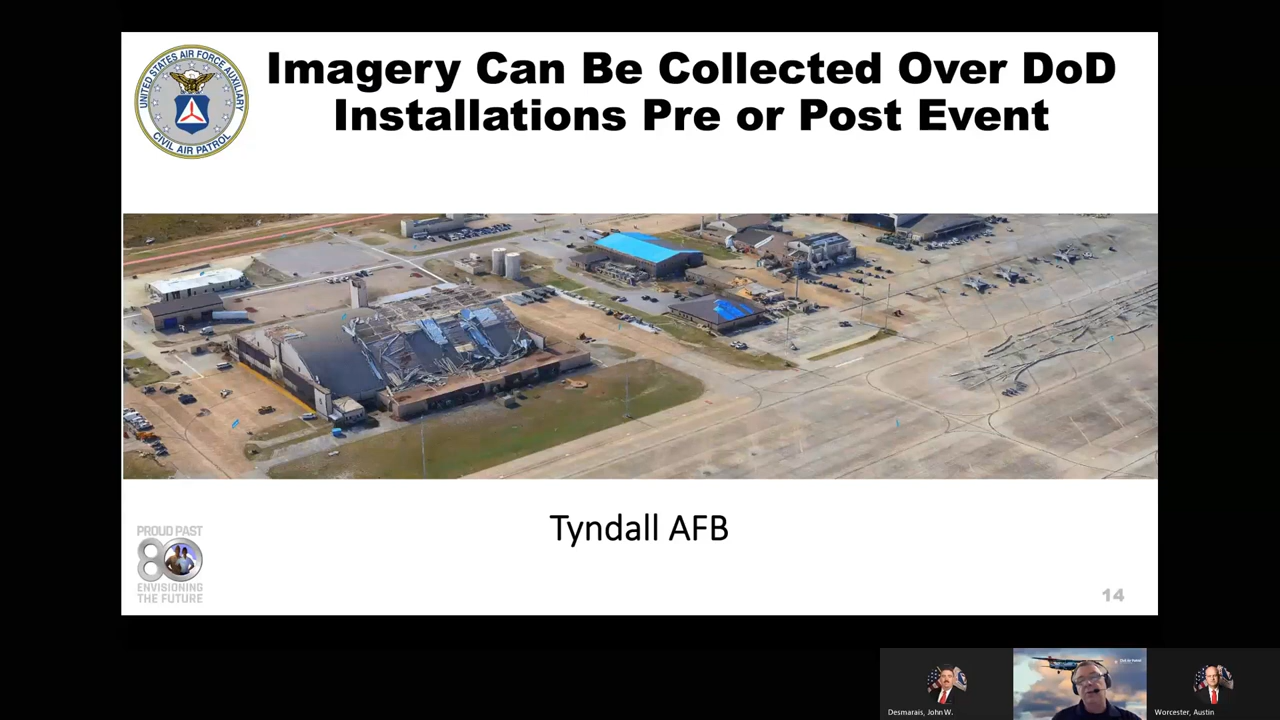 Imagery Can Be Collected Over DoD
Installations Pre or Post Event
UNITED STATES AIR FORCE AUXILIARY
CIVIL AIR PATROL
Tyndall AFB
PROUD PAST
80
ENVISIONING
THE FUTURE
14
Desmarais, John W.
Worcester, Austin